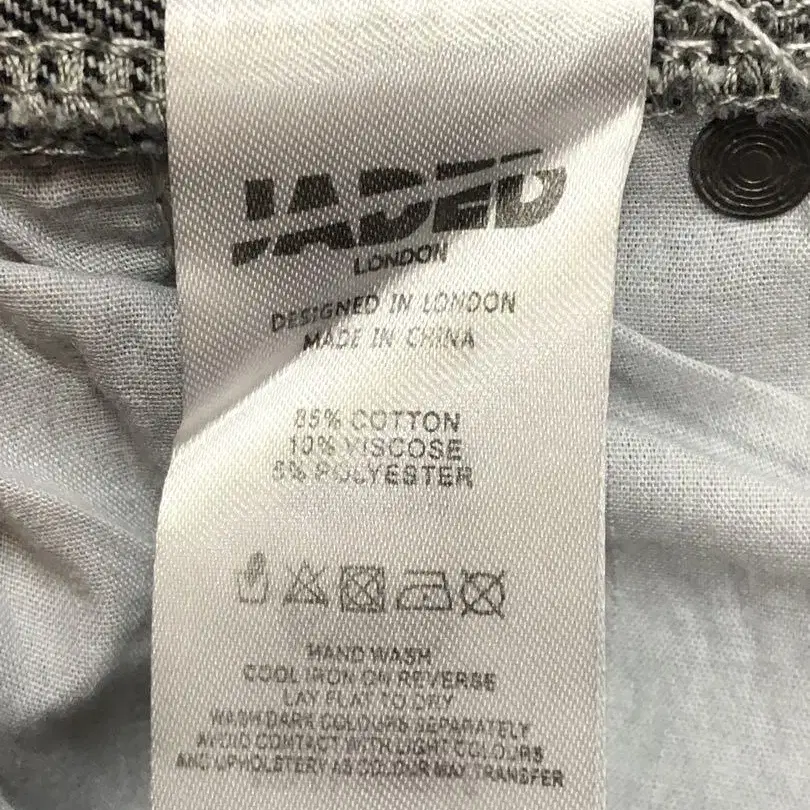 JADED
LONDON
DESIGNED IN LONDON
MADE IN CHINA
85% COTTON
10% VISCOSE
5% POLYESTER
HAND WASH
COOL IRON ON REVERSE
LAY FLAT TO DRY
WASH DARK COLOURS SEPARATELY
AVOID CONTACT WITH LIGHT COLOURS
AND UPHOLSTERY AS COLOUR MAY TRANSFER